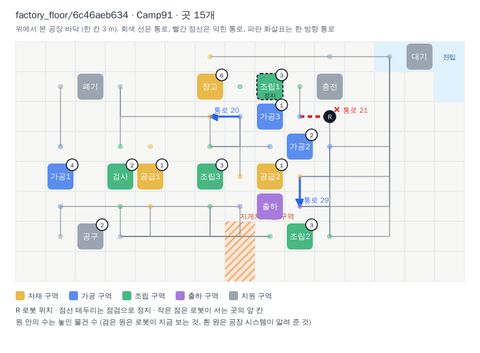 factory_floor/6c46aeb634 · Camp91 · 곳 15개
위에서 본 공장 바닥 (한 칸 3 m). 회색 선은 통로, 빨간 점선은 막힌 통로, 파란 화살표는 한 방향 통로
대기 진입
폐기 창고 6 조립1 3 충전
정지
통로 20 가공3 1 R × 통로 21
가공2 2
가공1 4 검사 2 공급1 1 조립3 3 공급2 1
출하 통로 29
지게차 구역
공구 2 조립2 3
자재 구역 가공 구역 조립 구역 출하 구역 지원 구역
R 로봇 위치 · 점선 테두리는 점검으로 정지 · 작은 점은 로봇이 서는 곳의 앞 칸
원 안의 수는 놓인 물건 수 (검은 원은 로봇이 지금 보는 것, 흰 원은 공장 시스템이 알려 준 것)